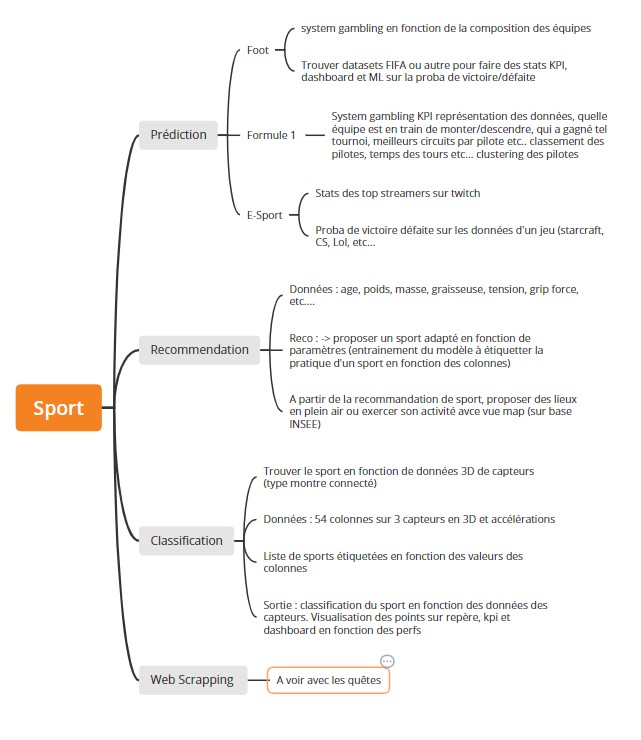 system gambling en fonction de la composition des équipes
Foot
Trouver datasets FIFA ou autre pour faire des stats KPI,
dashboard et ML sur la proba de victoire/défaite
Prédiction
Formule 1
System gambling KPI représentation des données, quelle
équipe est en train de monter/descendre, qui a gagné tel
tournoi, meilleurs circuits par pilote etc.. classement des
pilotes, temps des tours etc... clustering des pilotes
E-Sport
Stats des top streamers sur twitch
Proba de victoire défaite sur les données d'un jeu (starcraft,
CS, Lol, etc...
Données : age, poids, masse, graisseuse, tension, grip force,
etc....
Recommendation
Reco : -> proposer un sport adapté en fonction de
paramètres (entrainement du modèle à étiquetter la
pratique d'un sport en fonction des colonnes)
A partir de la recommandation de sport, proposer des lieux
en plein air ou exercer son activité avce vue map (sur base
INSEE)
Sport
Trouver le sport en fonction de données 3D de capteurs
(type montre connecté)
Données : 54 colonnes sur 3 capteurs en 3D et accélérations
Classification
Liste de sports étiquetées en fonction des valeurs des
colonnes
Sortie : classification du sport en fonction des données des
capteurs. Visualisation des points sur repère, kpi et
dashboard en fonction des perfs
Web Scrapping
A voir avec les quêtes